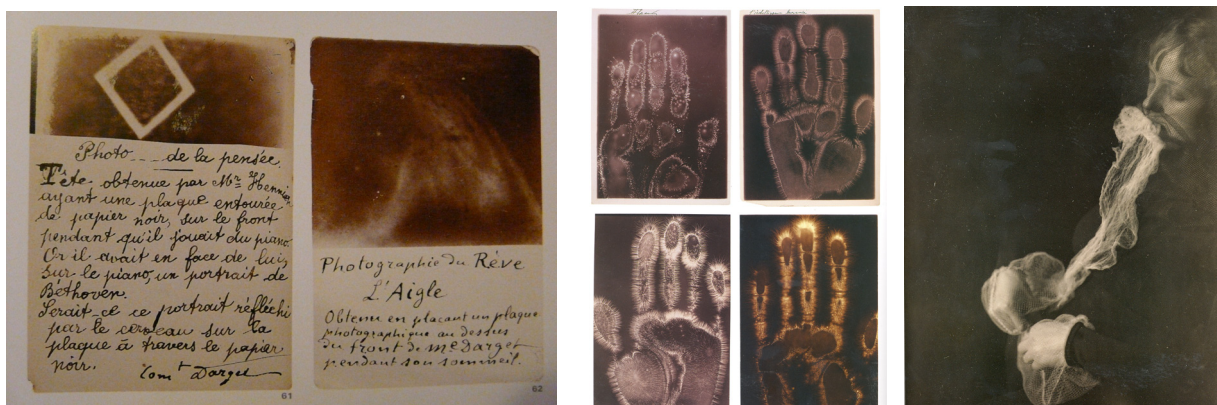 Photo de la pensée.
Tête obtenue par Mr Hennier
ayant une plaque entourée
de papier noir, sur le front
pendant qu'il jouait du piano
Or il avait en face de lui,
sur le piano, un portrait de
Béthoven.
Serait-ce ce portrait réfléchi
par le cerveau sur la
plaque à travers le papier
noir.
Comt Darget
61
Photographie du Rêve
L'Aigle
Obtenue en plaçant une plaque
photographique au dessus
du front de Me Darget
pendant son sommeil.
62